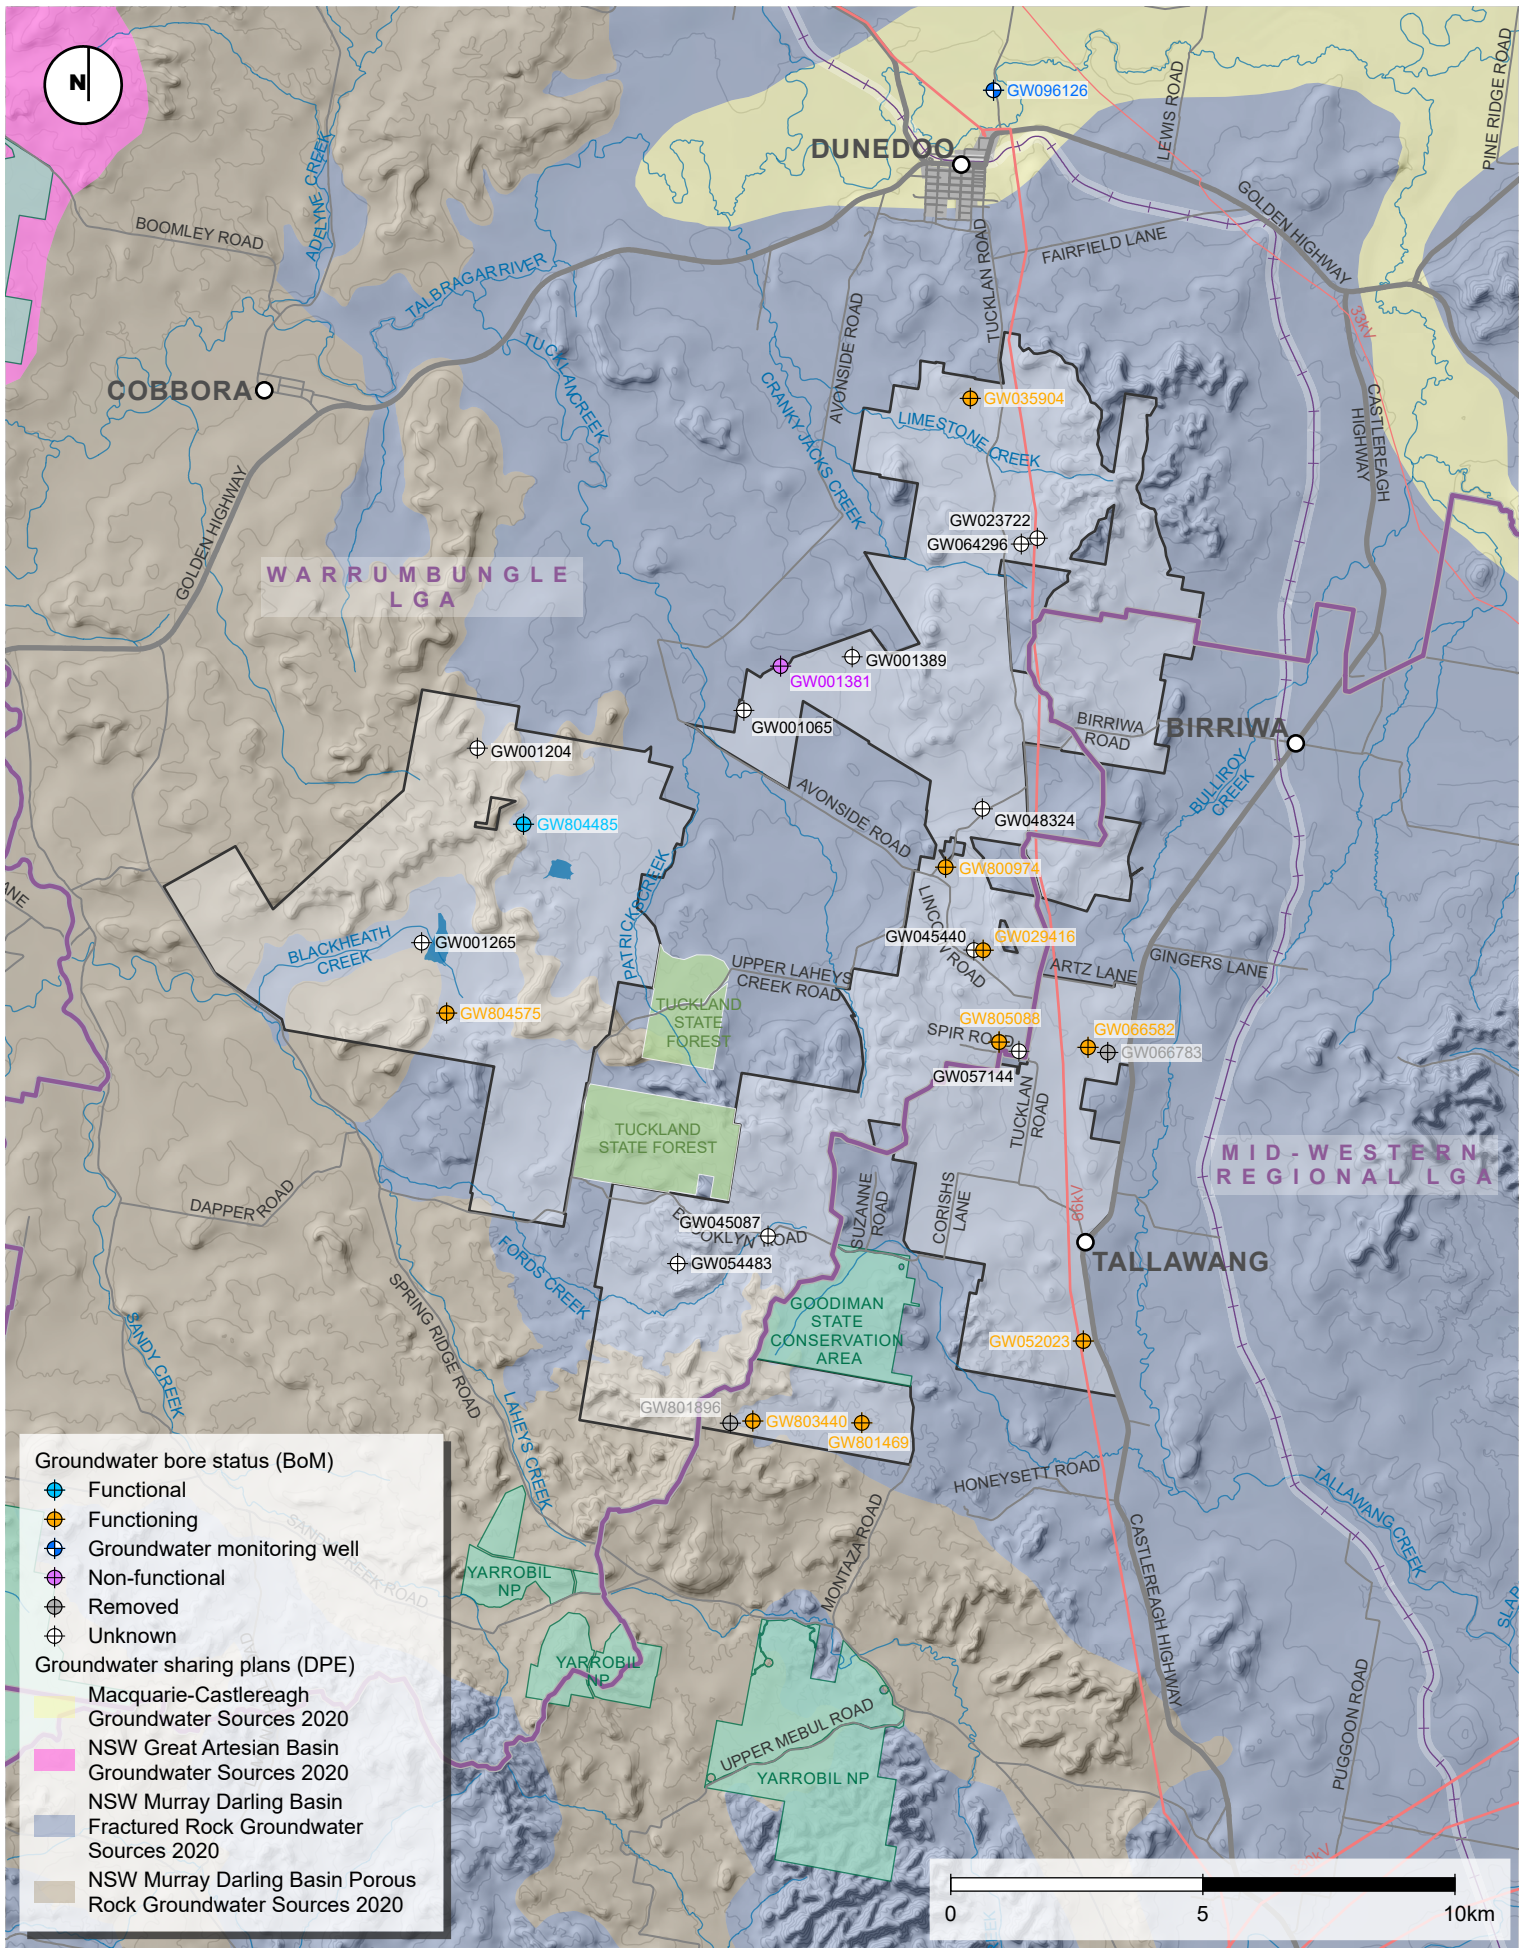 N
GW096126
DUNEDOO
LEWIS ROAD
PINE RIDGE ROAD
BOOMLEY ROAD
ADELYNE CREEK
TALBRAGAR RIVER
GOLDEN HIGHWAY
FAIRFIELD LANE
TUCKLAN ROAD
AVONSIDE ROAD
33kV
TUCKLANCREEK
COBBORA
CRANKY JACKS CREEK
GW035904
LIMESTONE CREEK
CASTLEREAGH
HIGHWAY
GOLDEN HIGHWAY
GW023722
GW064296
WARRUMBUNGLE
LGA
GW001389
GW001381
GW001065
BIRRIWA
ROAD
BIRRIWA
GW001204
BULLIROY
CREEK
AVONSIDE ROAD
GW048324
GW804485
GW800974
PATRICKSCREEK
ANE
GW045440
GW029416
BLACKHEATH
CREEK
GW001265
UPPER LAHEYS
CREEK ROAD
ARTZ LANE
GINGERS LANE
TUCKLAND
STATE
FOREST
GW804575
GW805088
SPIR ROAD
GW066582
GW066783
GW057144
TUCKLAN
ROAD
TUCKLAND
STATE FOREST
MID-WESTERN
REGIONAL LGA
DAPPER ROAD
SUZANNE
ROAD
CORISHS
LANE
66kV
GW045087
GW054483
TALLAWANG
FORDS CREEK
SPRING RIDGE ROAD
SANDY CREEK
GOODIMAN
STATE
CONSERVATION
AREA
GW052023
LAHEYS CREEK
GW801896
GW803440
GW801469
HONEYSETT ROAD
TALLAWANG CREEK
CASTLEREAGH HIGHWAY
MONTAZA ROAD
YARROBIL
NP
YARROBIL
NP
UPPER MEBUL ROAD
YARROBIL NP
PUGGOON ROAD
Groundwater bore status (BoM)
Functional
Functioning
Groundwater monitoring well
Non-functional
Removed
Unknown
Groundwater sharing plans (DPE)
Macquarie-Castlereagh
Groundwater Sources 2020
NSW Great Artesian Basin
Groundwater Sources 2020
NSW Murray Darling Basin
Fractured Rock Groundwater
Sources 2020
NSW Murray Darling Basin Porous
Rock Groundwater Sources 2020
0 5 10km